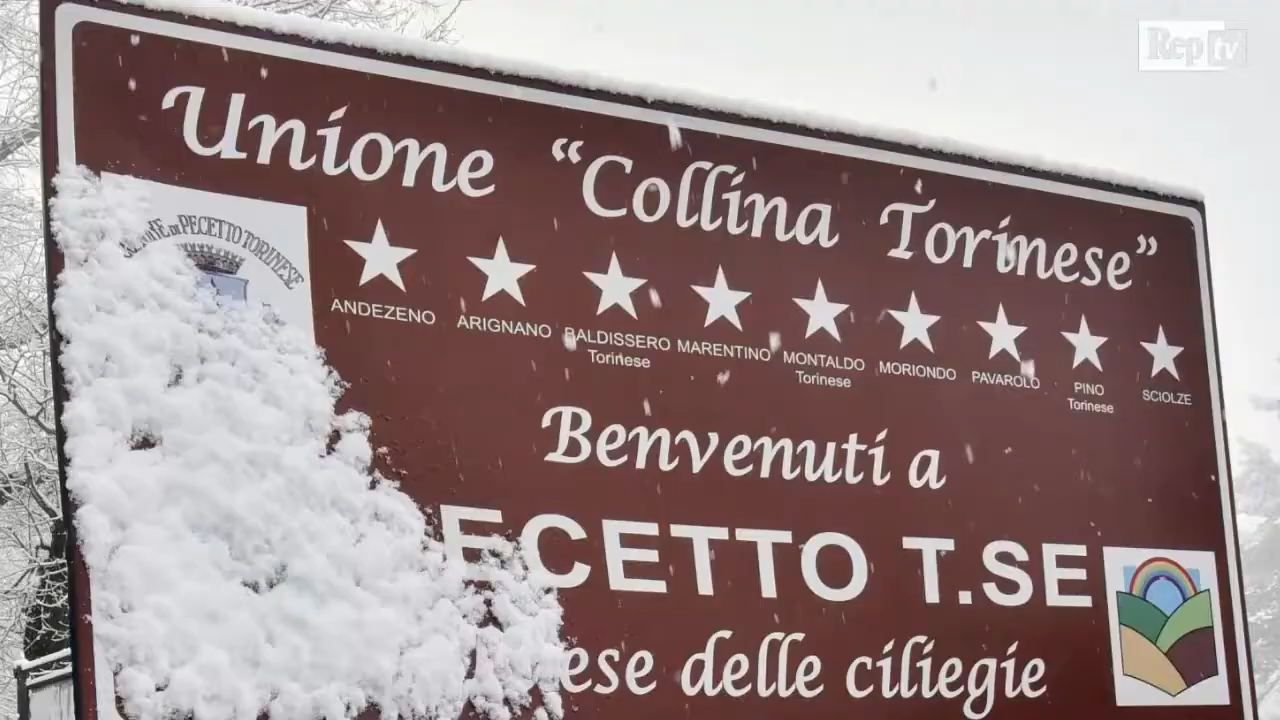 Rep tv
Unione “Collina Torinese”
DI PECETTO TORINESE
ANDEZENO ARIGNANO BALDISSERO Torinese MARENTINO MONTALDO Torinese MORIONDO PAVAROLO PINO Torinese SCIOLZE
Benvenuti a
ECETTO T.SE
ese delle ciliegie